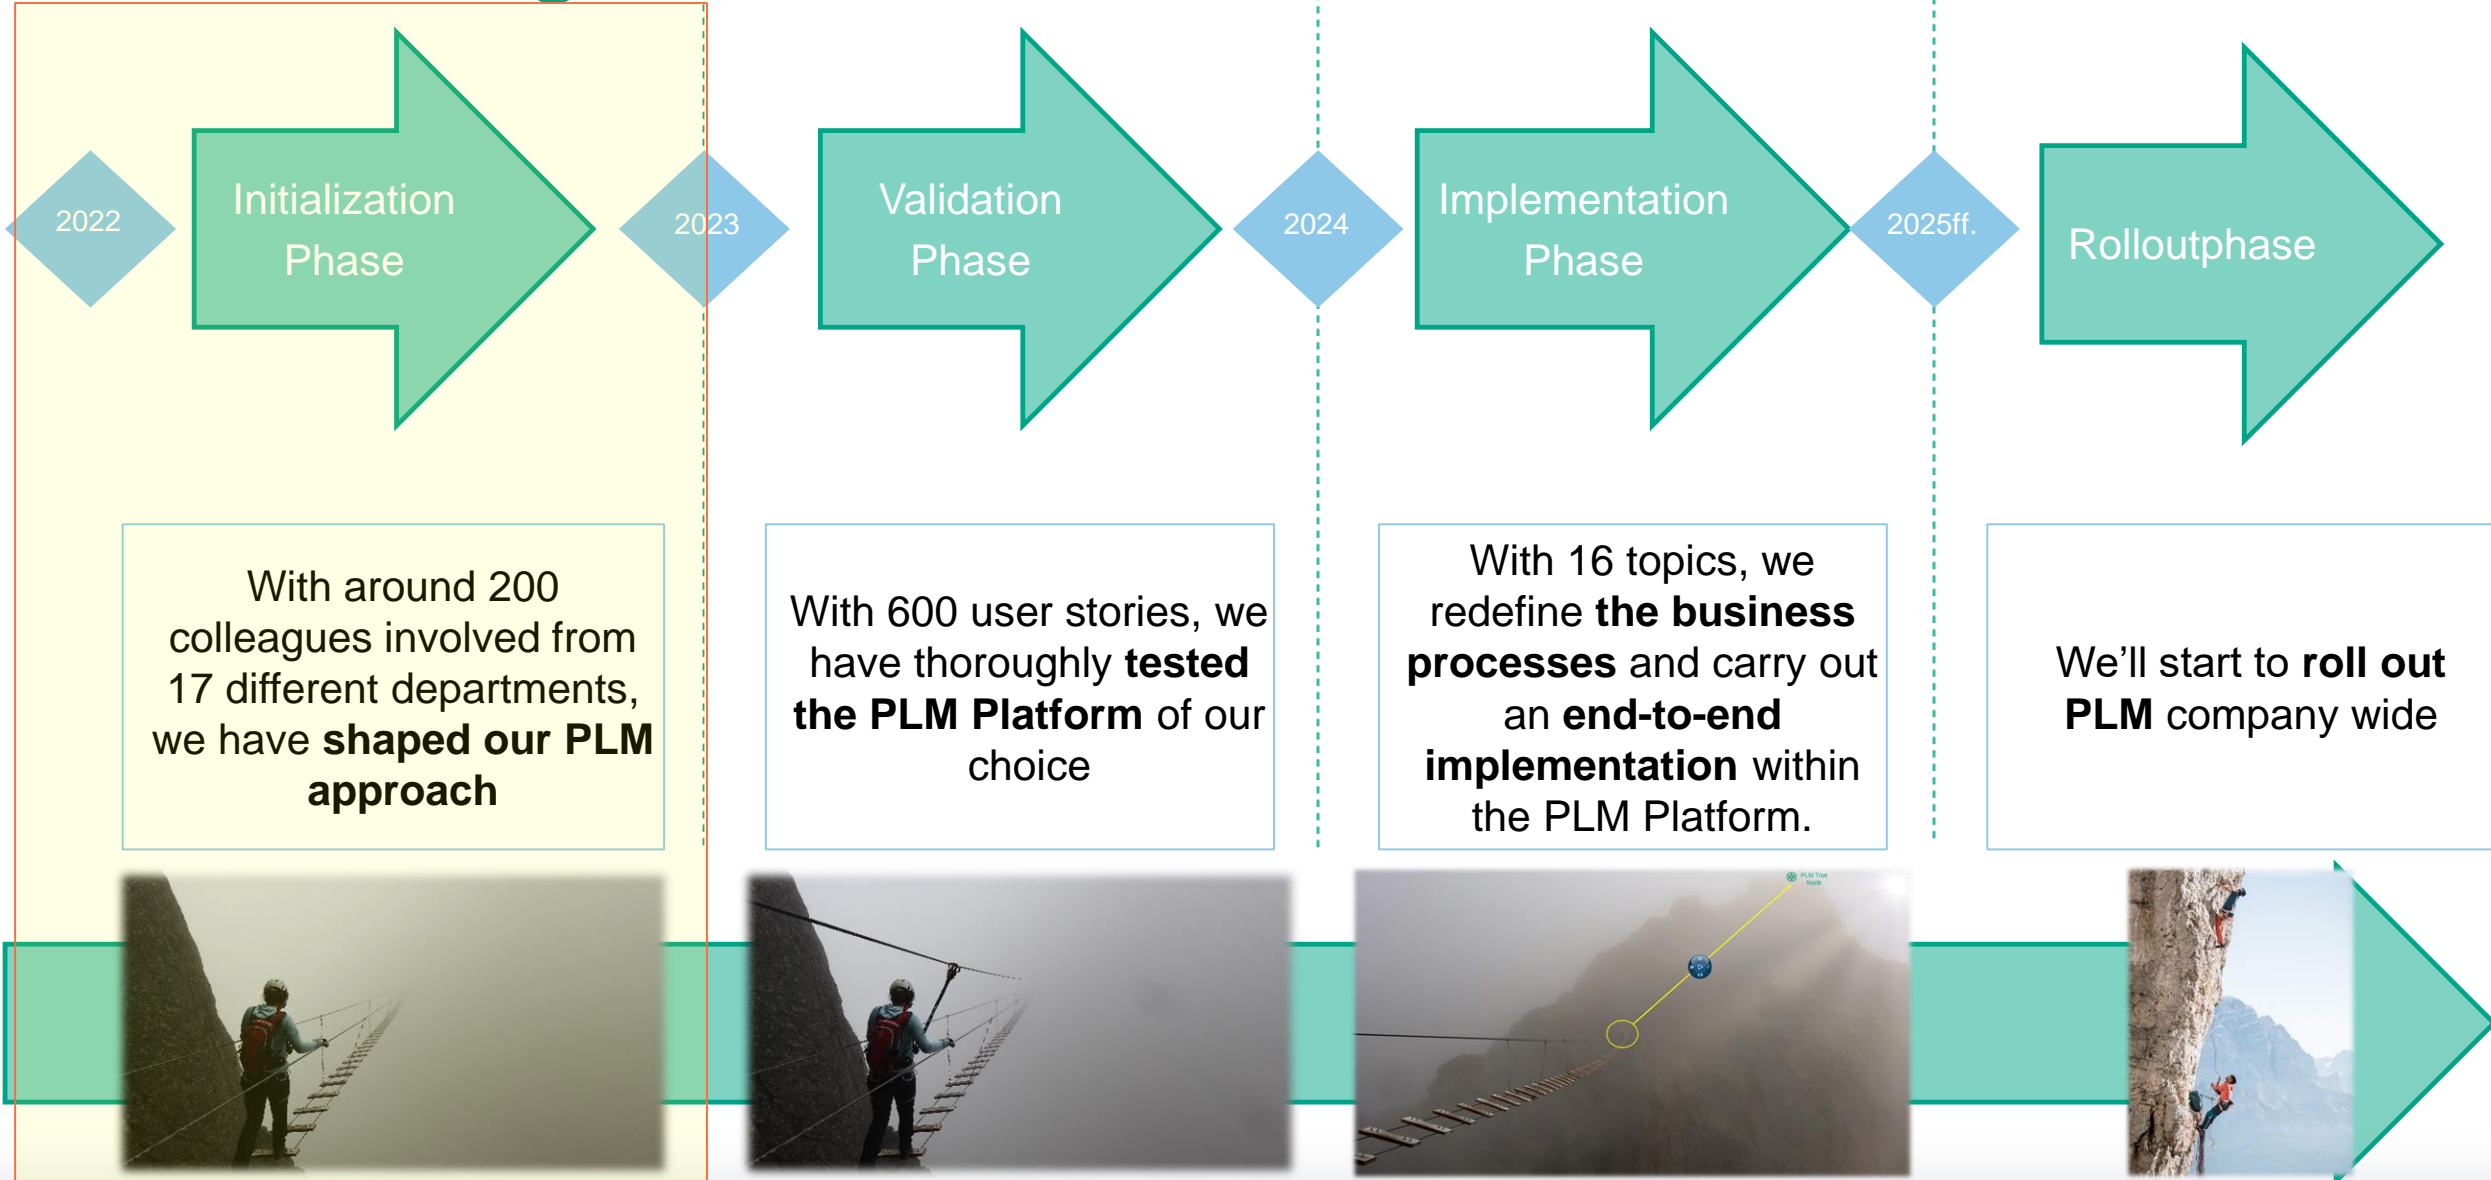 2022
Initialization
Phase
2023
Validation
Phase
2024
Implementation
Phase
2025ff.
Rolloutphase
With around 200
colleagues involved from
17 different departments,
we have shaped our PLM
approach
With 600 user stories, we
have thoroughly tested
the PLM Platform of our
choice
With 16 topics, we
redefine the business
processes and carry out
an end-to-end
implementation within
the PLM Platform.
We’ll start to roll out
PLM company wide
PLM True
North